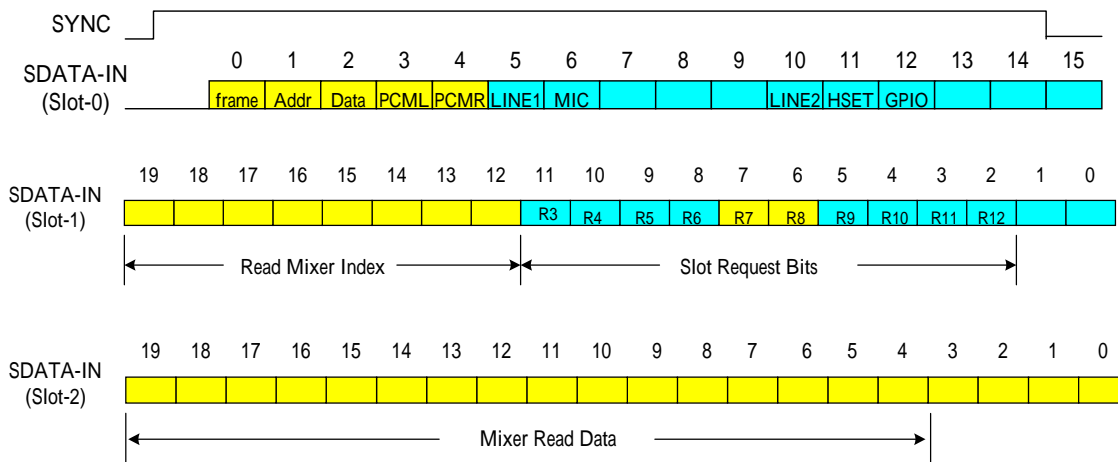 SYNC
0 1 2 3 4 5 6 7 8 9 10 11 12 13 14 15
SDATA-IN
(Slot-0)
frame Addr Data PCML PCMR LINE1 MIC LINE2 HSET GPIO
19 18 17 16 15 14 13 12 11 10 9 8 7 6 5 4 3 2 1 0
SDATA-IN
(Slot-1)
R3 R4 R5 R6 R7 R8 R9 R10 R11 R12
Read Mixer Index Slot Request Bits
19 18 17 16 15 14 13 12 11 10 9 8 7 6 5 4 3 2 1 0
SDATA-IN
(Slot-2)
Mixer Read Data